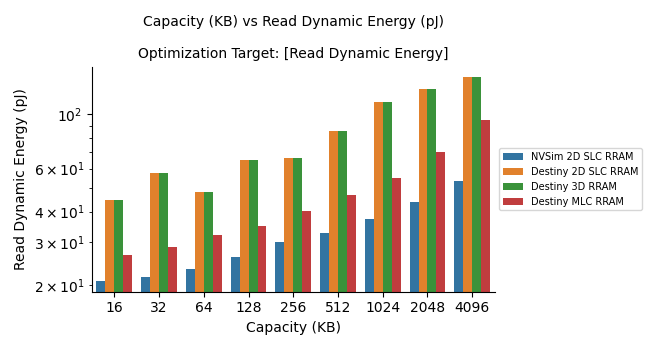 Capacity (KB) vs Read Dynamic Energy (pJ)
Optimization Target: [Read Dynamic Energy]
Read Dynamic Energy (pJ)
10²
6 × 10¹
4 × 10¹
3 × 10¹
2 × 10¹
16 32 64 128 256 512 1024 2048 4096
Capacity (KB)
NVSim 2D SLC RRAM
Destiny 2D SLC RRAM
Destiny 3D RRAM
Destiny MLC RRAM